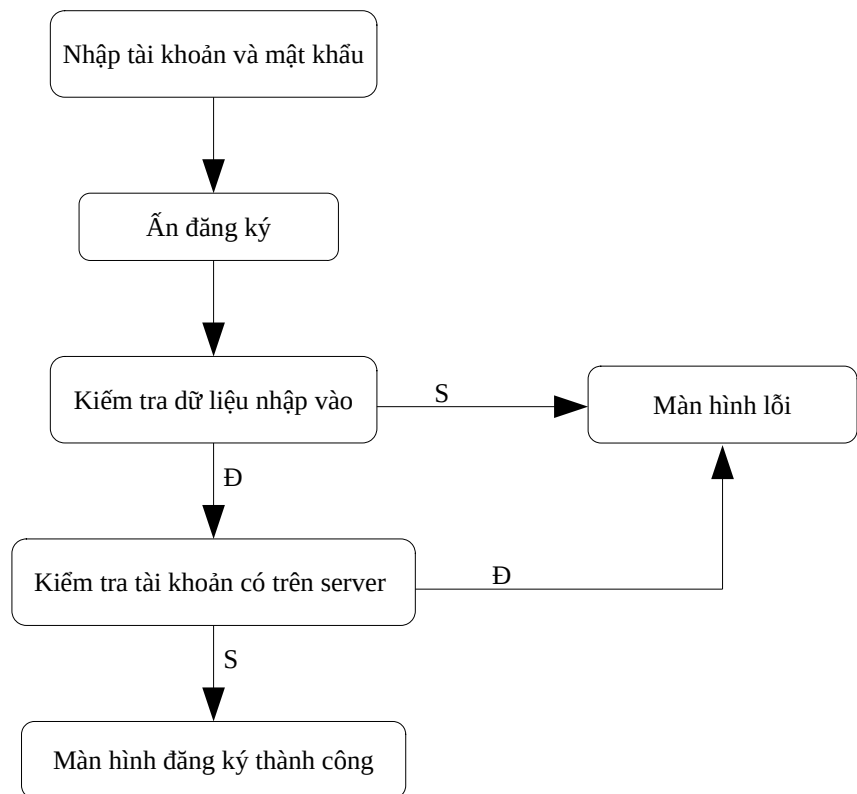 Nhập tài khoản và mật khẩu
Ấn đăng ký
Kiếm tra dữ liệu nhập vào
S
Màn hình lỗi
Đ
Kiểm tra tài khoản có trên server
Đ
S
Màn hình đăng ký thành công